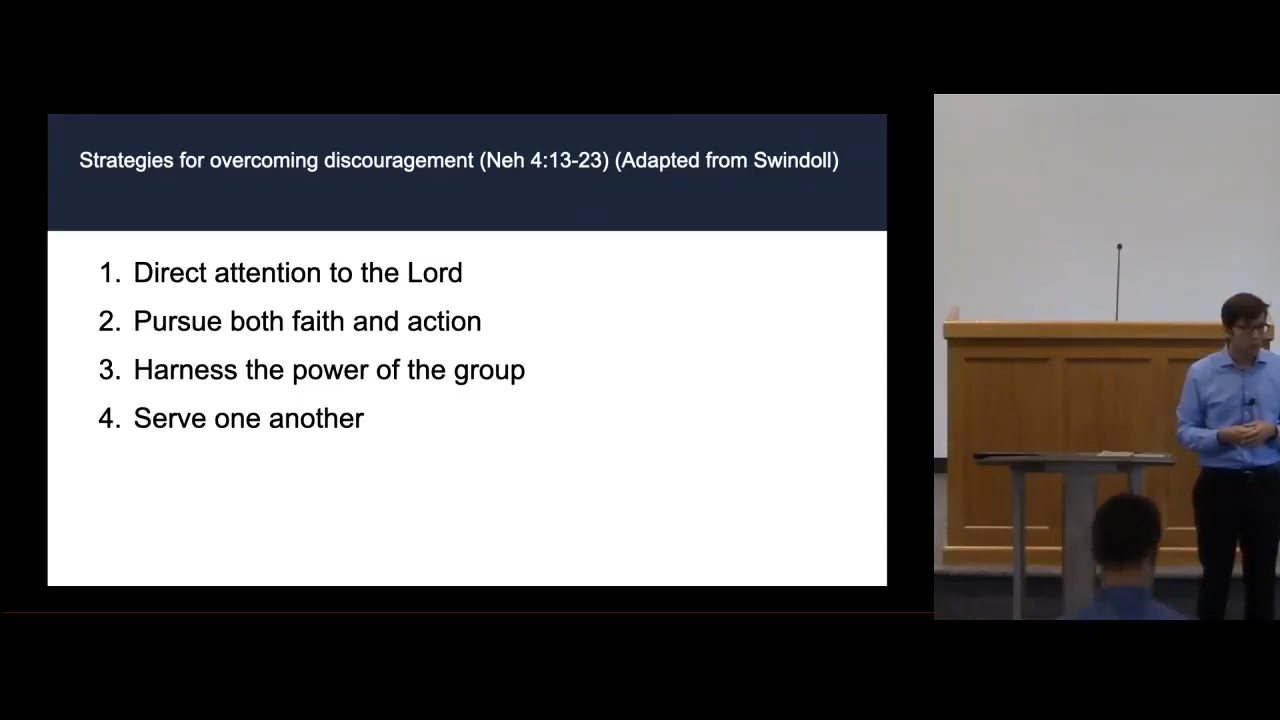 Strategies for overcoming discouragement (Neh 4:13-23) (Adapted from Swindoll)
1. Direct attention to the Lord
2. Pursue both faith and action
3. Harness the power of the group
4. Serve one another